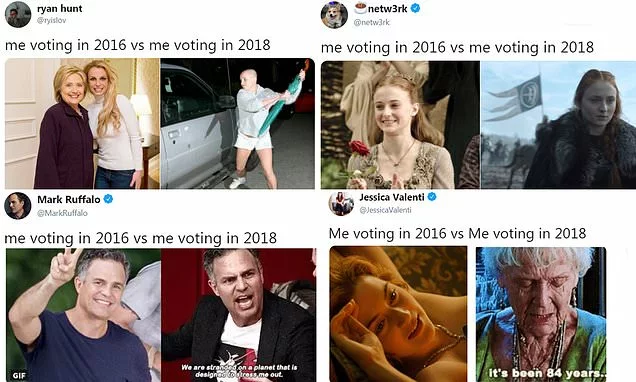 ryan hunt
@ryislov
me voting in 2016 vs me voting in 2018
netw3rk
@netw3rk
me voting in 2016 vs me voting in 2018
Mark Ruffalo
@MarkRuffalo
me voting in 2016 vs me voting in 2018
GIF
We are stranded on a planet that is
designed to stress me out.
Jessica Valenti
@JessicaValenti
Me voting in 2016 vs Me voting in 2018
it's been 84 years..